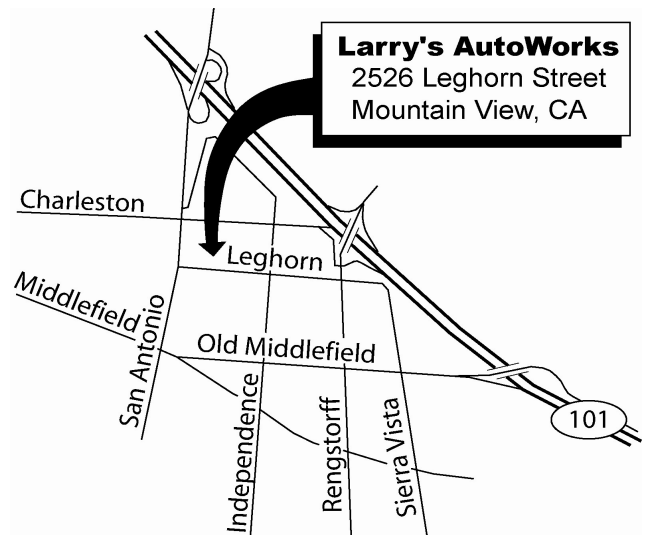 Larry's AutoWorks
2526 Leghorn Street
Mountain View, CA
Charleston
Leghorn
Middlefield
San Antonio
Old Middlefield
Independence
Rengstorff
Sierra Vista
101